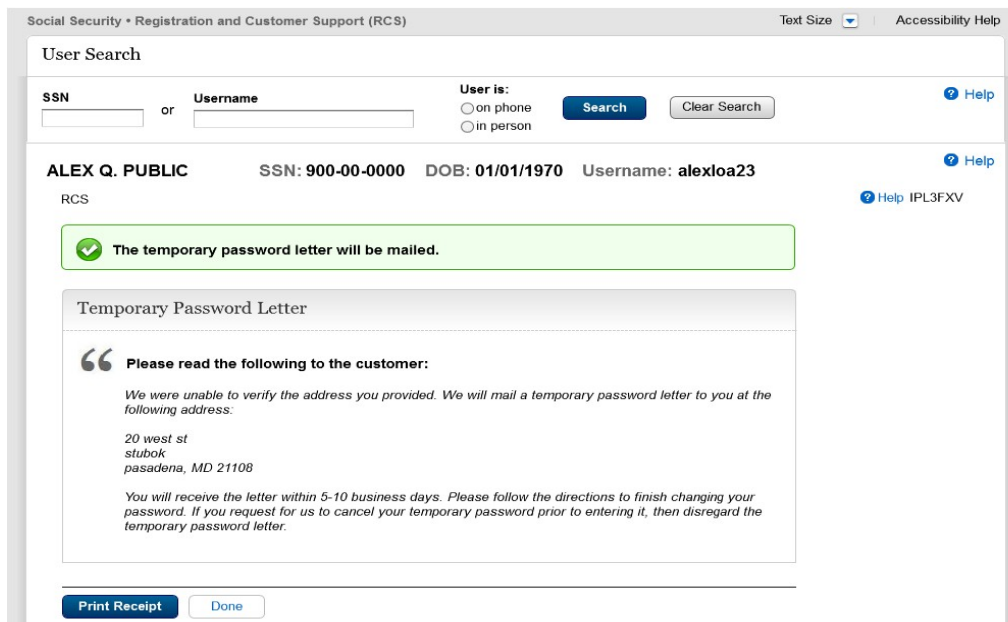 Social Security • Registration and Customer Support (RCS)
Text Size
Accessibility Help
User Search
SSN
or
Username
User is:
on phone
in person
Search
Clear Search
Help
ALEX Q. PUBLIC SSN: 900-00-0000 DOB: 01/01/1970 Username: alexloa23
Help
RCS
Help IPL3FXV
The temporary password letter will be mailed.
Temporary Password Letter
Please read the following to the customer:
We were unable to verify the address you provided. We will mail a temporary password letter to you at the
following address:
20 west st
stubok
pasadena, MD 21108
You will receive the letter within 5-10 business days. Please follow the directions to finish changing your
password. If you request for us to cancel your temporary password prior to entering it, then disregard the
temporary password letter.
Print Receipt
Done